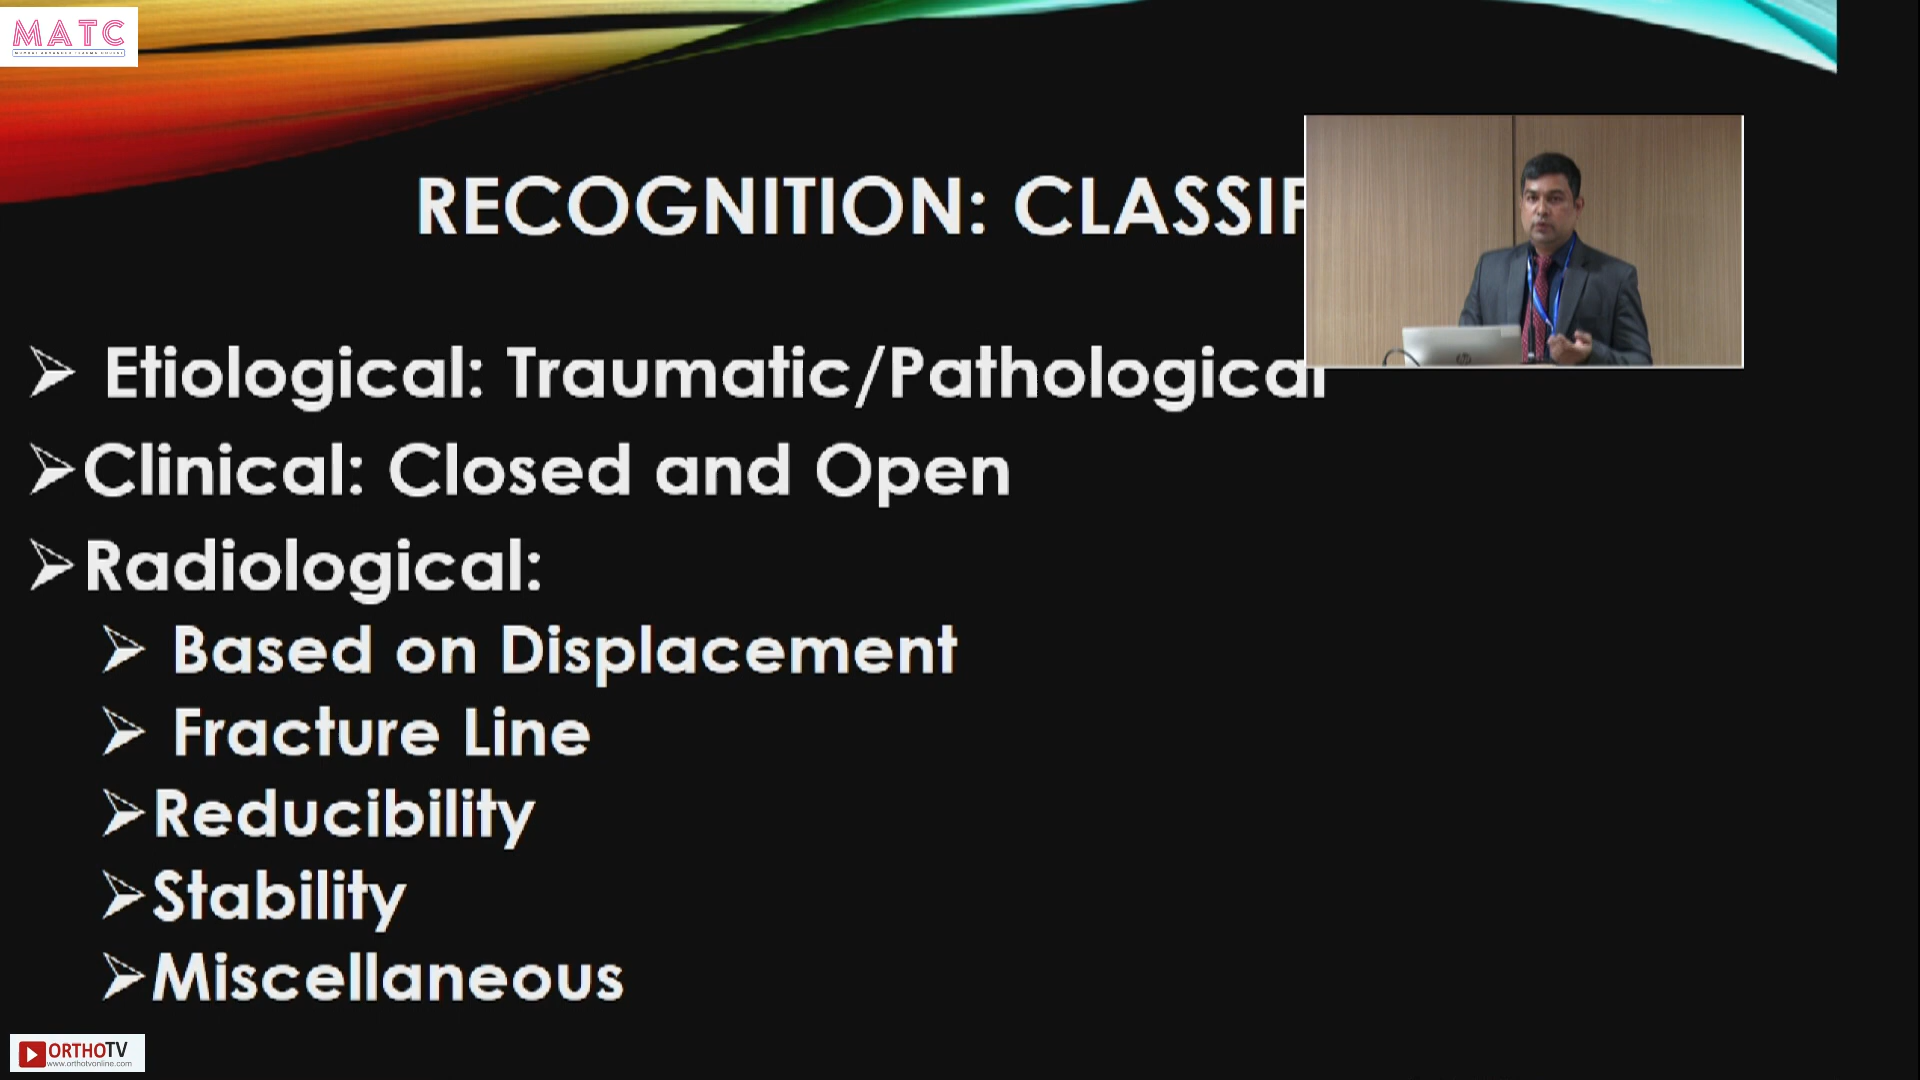 MATC
RECOGNITION: CLASSIF
➢ Etiological: Traumatic/Pathological
➢Clinical: Closed and Open
➢Radiological:
➢ Based on Displacement
➢ Fracture Line
➢Reducibility
➢Stability
➢Miscellaneous
ORTHOTV
www.orthotvonline.com